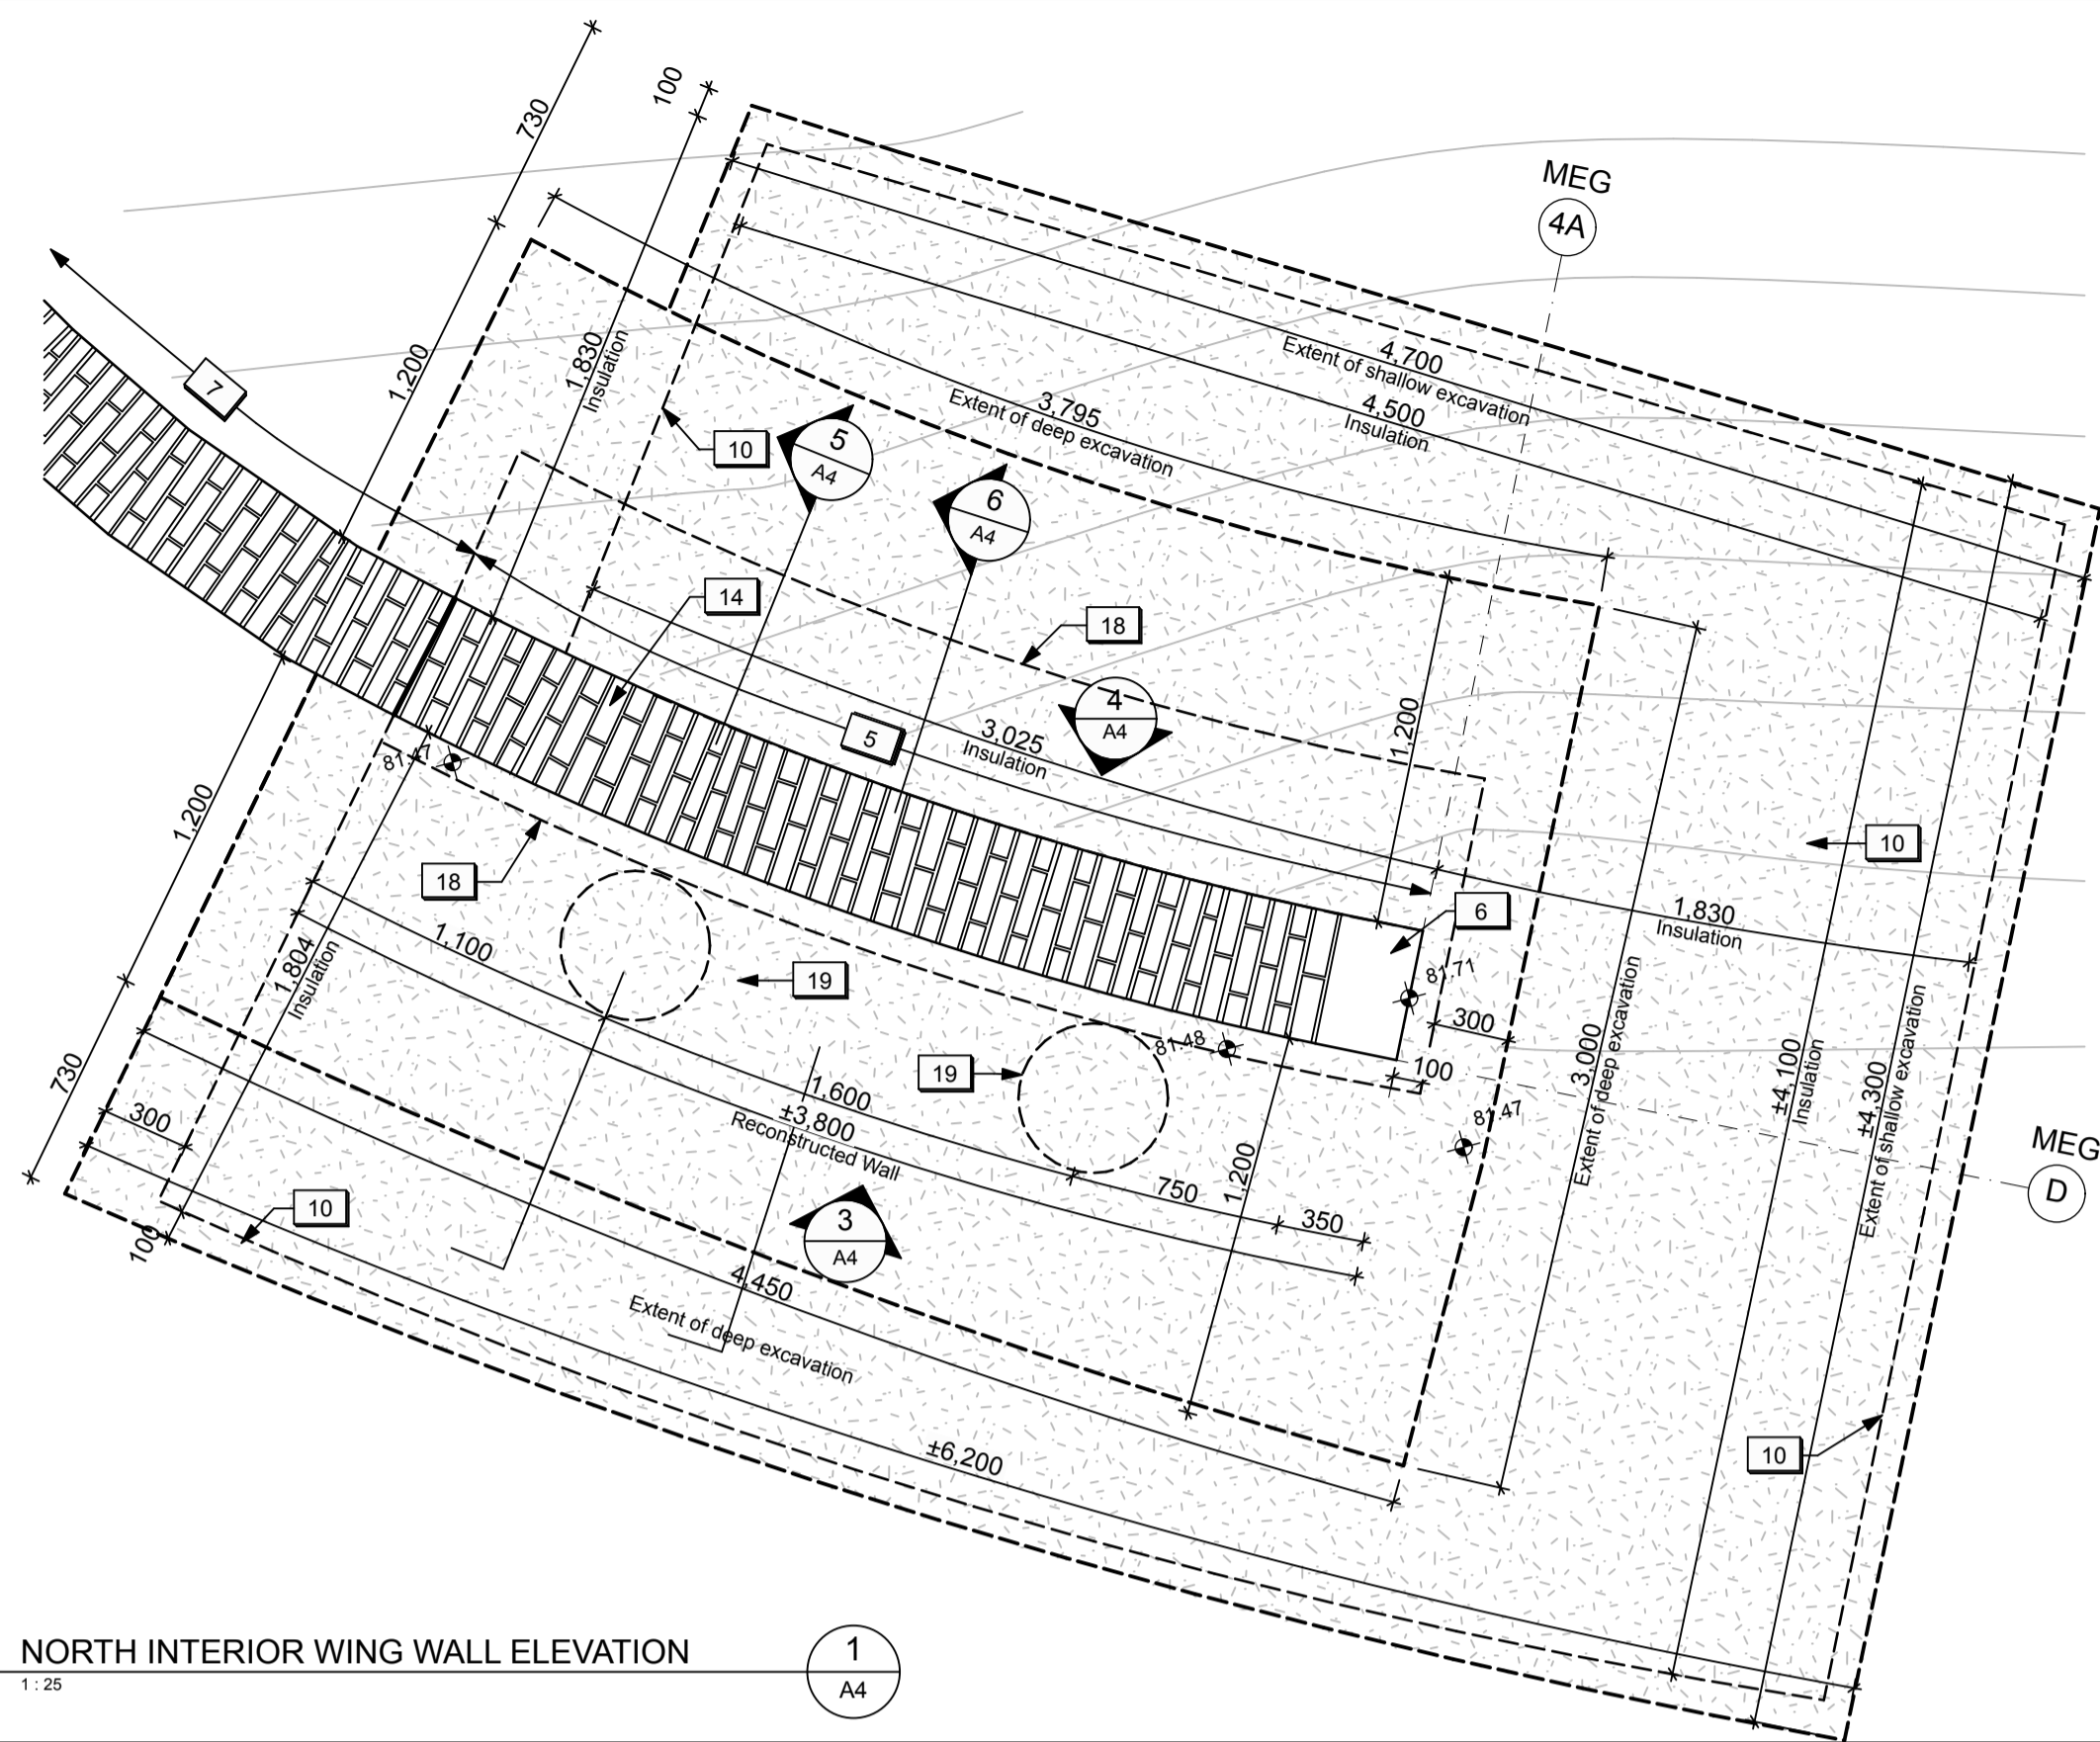 730
100
MEG
4A
1,200
1,830
Insulation
7
10
5
A4
6
A4
3,795
Extent of deep excavation
4,700
Extent of shallow excavation
4,500
Insulation
14
18
4
A4
5
3,025
Insulation
1,200
10
1,830
Insulation
6
81.47
18
1,200
1,804
Insulation
1,100
19
81.71
300
81.48
19
100
81.47
3,000
Extent of deep excavation
±4,100
Insulation
±4,300
Extent of shallow excavation
MEG
D
730
300
1,600
±3,800
Reconstructed Wall
1,200
750
350
10
100
3
A4
4,450
Extent of deep excavation
±6,200
10
NORTH INTERIOR WING WALL ELEVATION
1 : 25
1
A4